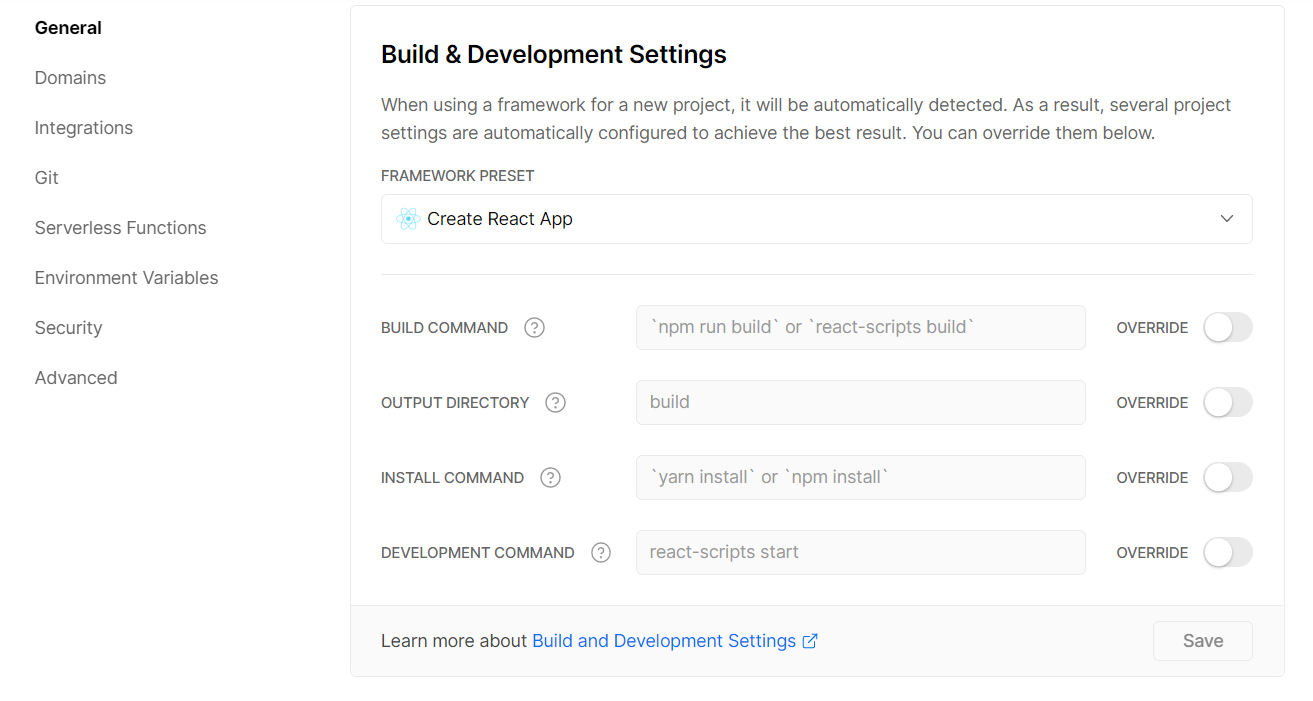 General
Domains
Integrations
Git
Serverless Functions
Environment Variables
Security
Advanced
Build & Development Settings
When using a framework for a new project, it will be automatically detected. As a result, several project
settings are automatically configured to achieve the best result. You can override them below.
FRAMEWORK PRESET
Create React App
BUILD COMMAND ? `npm run build` or `react-scripts build` OVERRIDE
OUTPUT DIRECTORY ? build OVERRIDE
INSTALL COMMAND ? `yarn install` or `npm install` OVERRIDE
DEVELOPMENT COMMAND ? react-scripts start OVERRIDE
Learn more about Build and Development Settings Save